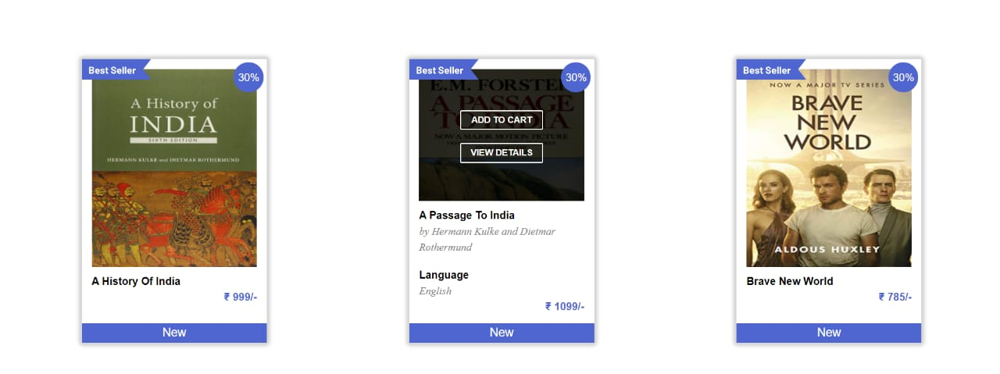 Best Seller
30%
A History of
INDIA
SIXTH EDITION
HERMANN KULKE and DIETMAR ROTHERMUND
A History Of India
₹ 999/-
New
Best Seller
30%
E.M. FORSTER
A PASSAGE
TO INDIA
ADD TO CART
NOW A MAJOR MOTION PICTURE
VIEW DETAILS
A Passage To India
by Hermann Kulke and Dietmar
Rothermund
Language
English
₹ 1099/-
New
Best Seller
30%
NOW A MAJOR TV SERIES
BRAVE
NEW
WORLD
ALDOUS HUXLEY
Brave New World
₹ 785/-
New